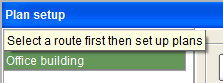 Plan setup
Select a route first then set up plans
Office building